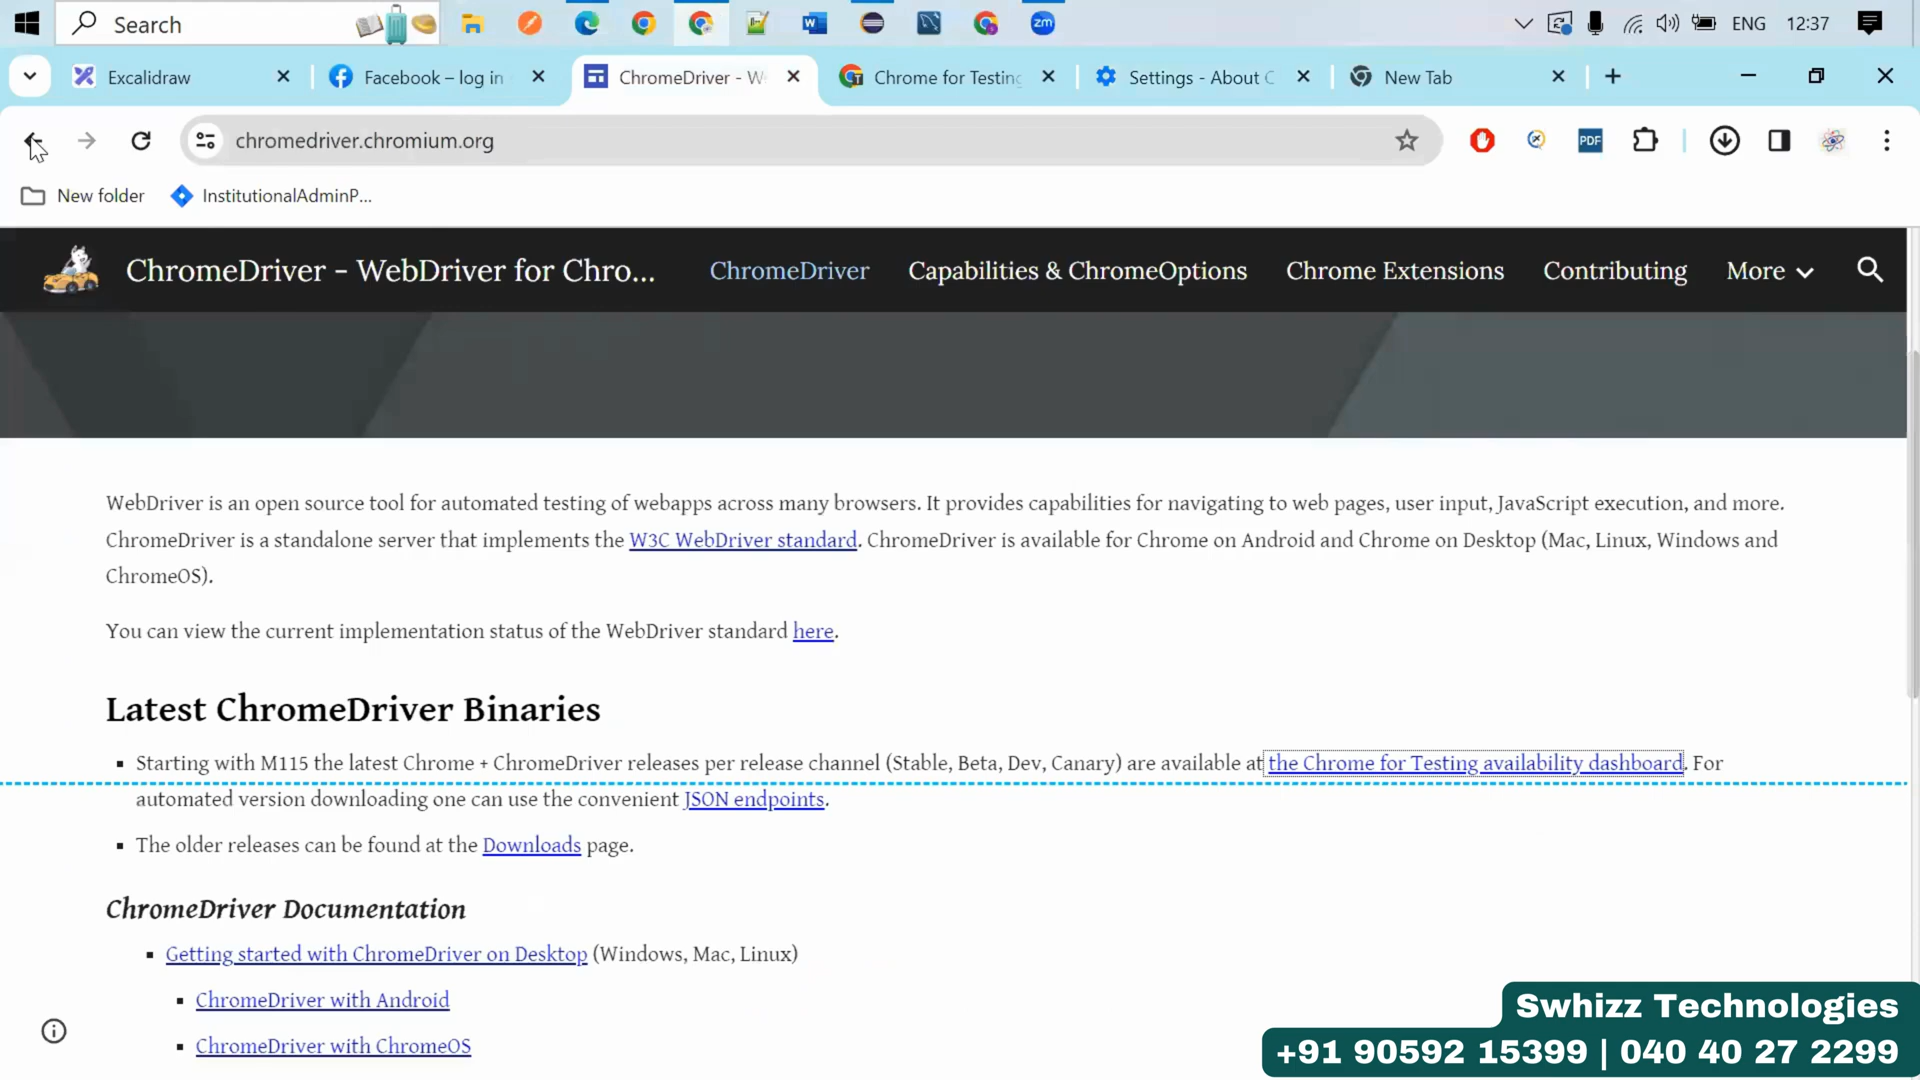 Search
ENG
12:37
Excalidraw
Facebook – log in
ChromeDriver - W
Chrome for Testing
Settings - About C
New Tab
chromedriver.chromium.org
PDF
New folder
InstitutionalAdminP...
ChromeDriver - WebDriver for Chro...
ChromeDriver
Capabilities & ChromeOptions
Chrome Extensions
Contributing
More
WebDriver is an open source tool for automated testing of webapps across many browsers. It provides capabilities for navigating to web pages, user input, JavaScript execution, and more.
ChromeDriver is a standalone server that implements the W3C WebDriver standard. ChromeDriver is available for Chrome on Android and Chrome on Desktop (Mac, Linux, Windows and
ChromeOS).
You can view the current implementation status of the WebDriver standard here.
Latest ChromeDriver Binaries
Starting with M115 the latest Chrome + ChromeDriver releases per release channel (Stable, Beta, Dev, Canary) are available at the Chrome for Testing availability dashboard. For
automated version downloading one can use the convenient JSON endpoints.
The older releases can be found at the Downloads page.
ChromeDriver Documentation
Getting started with ChromeDriver on Desktop (Windows, Mac, Linux)
ChromeDriver with Android
ChromeDriver with ChromeOS
Swhizz Technologies
+91 90592 15399 | 040 40 27 2299